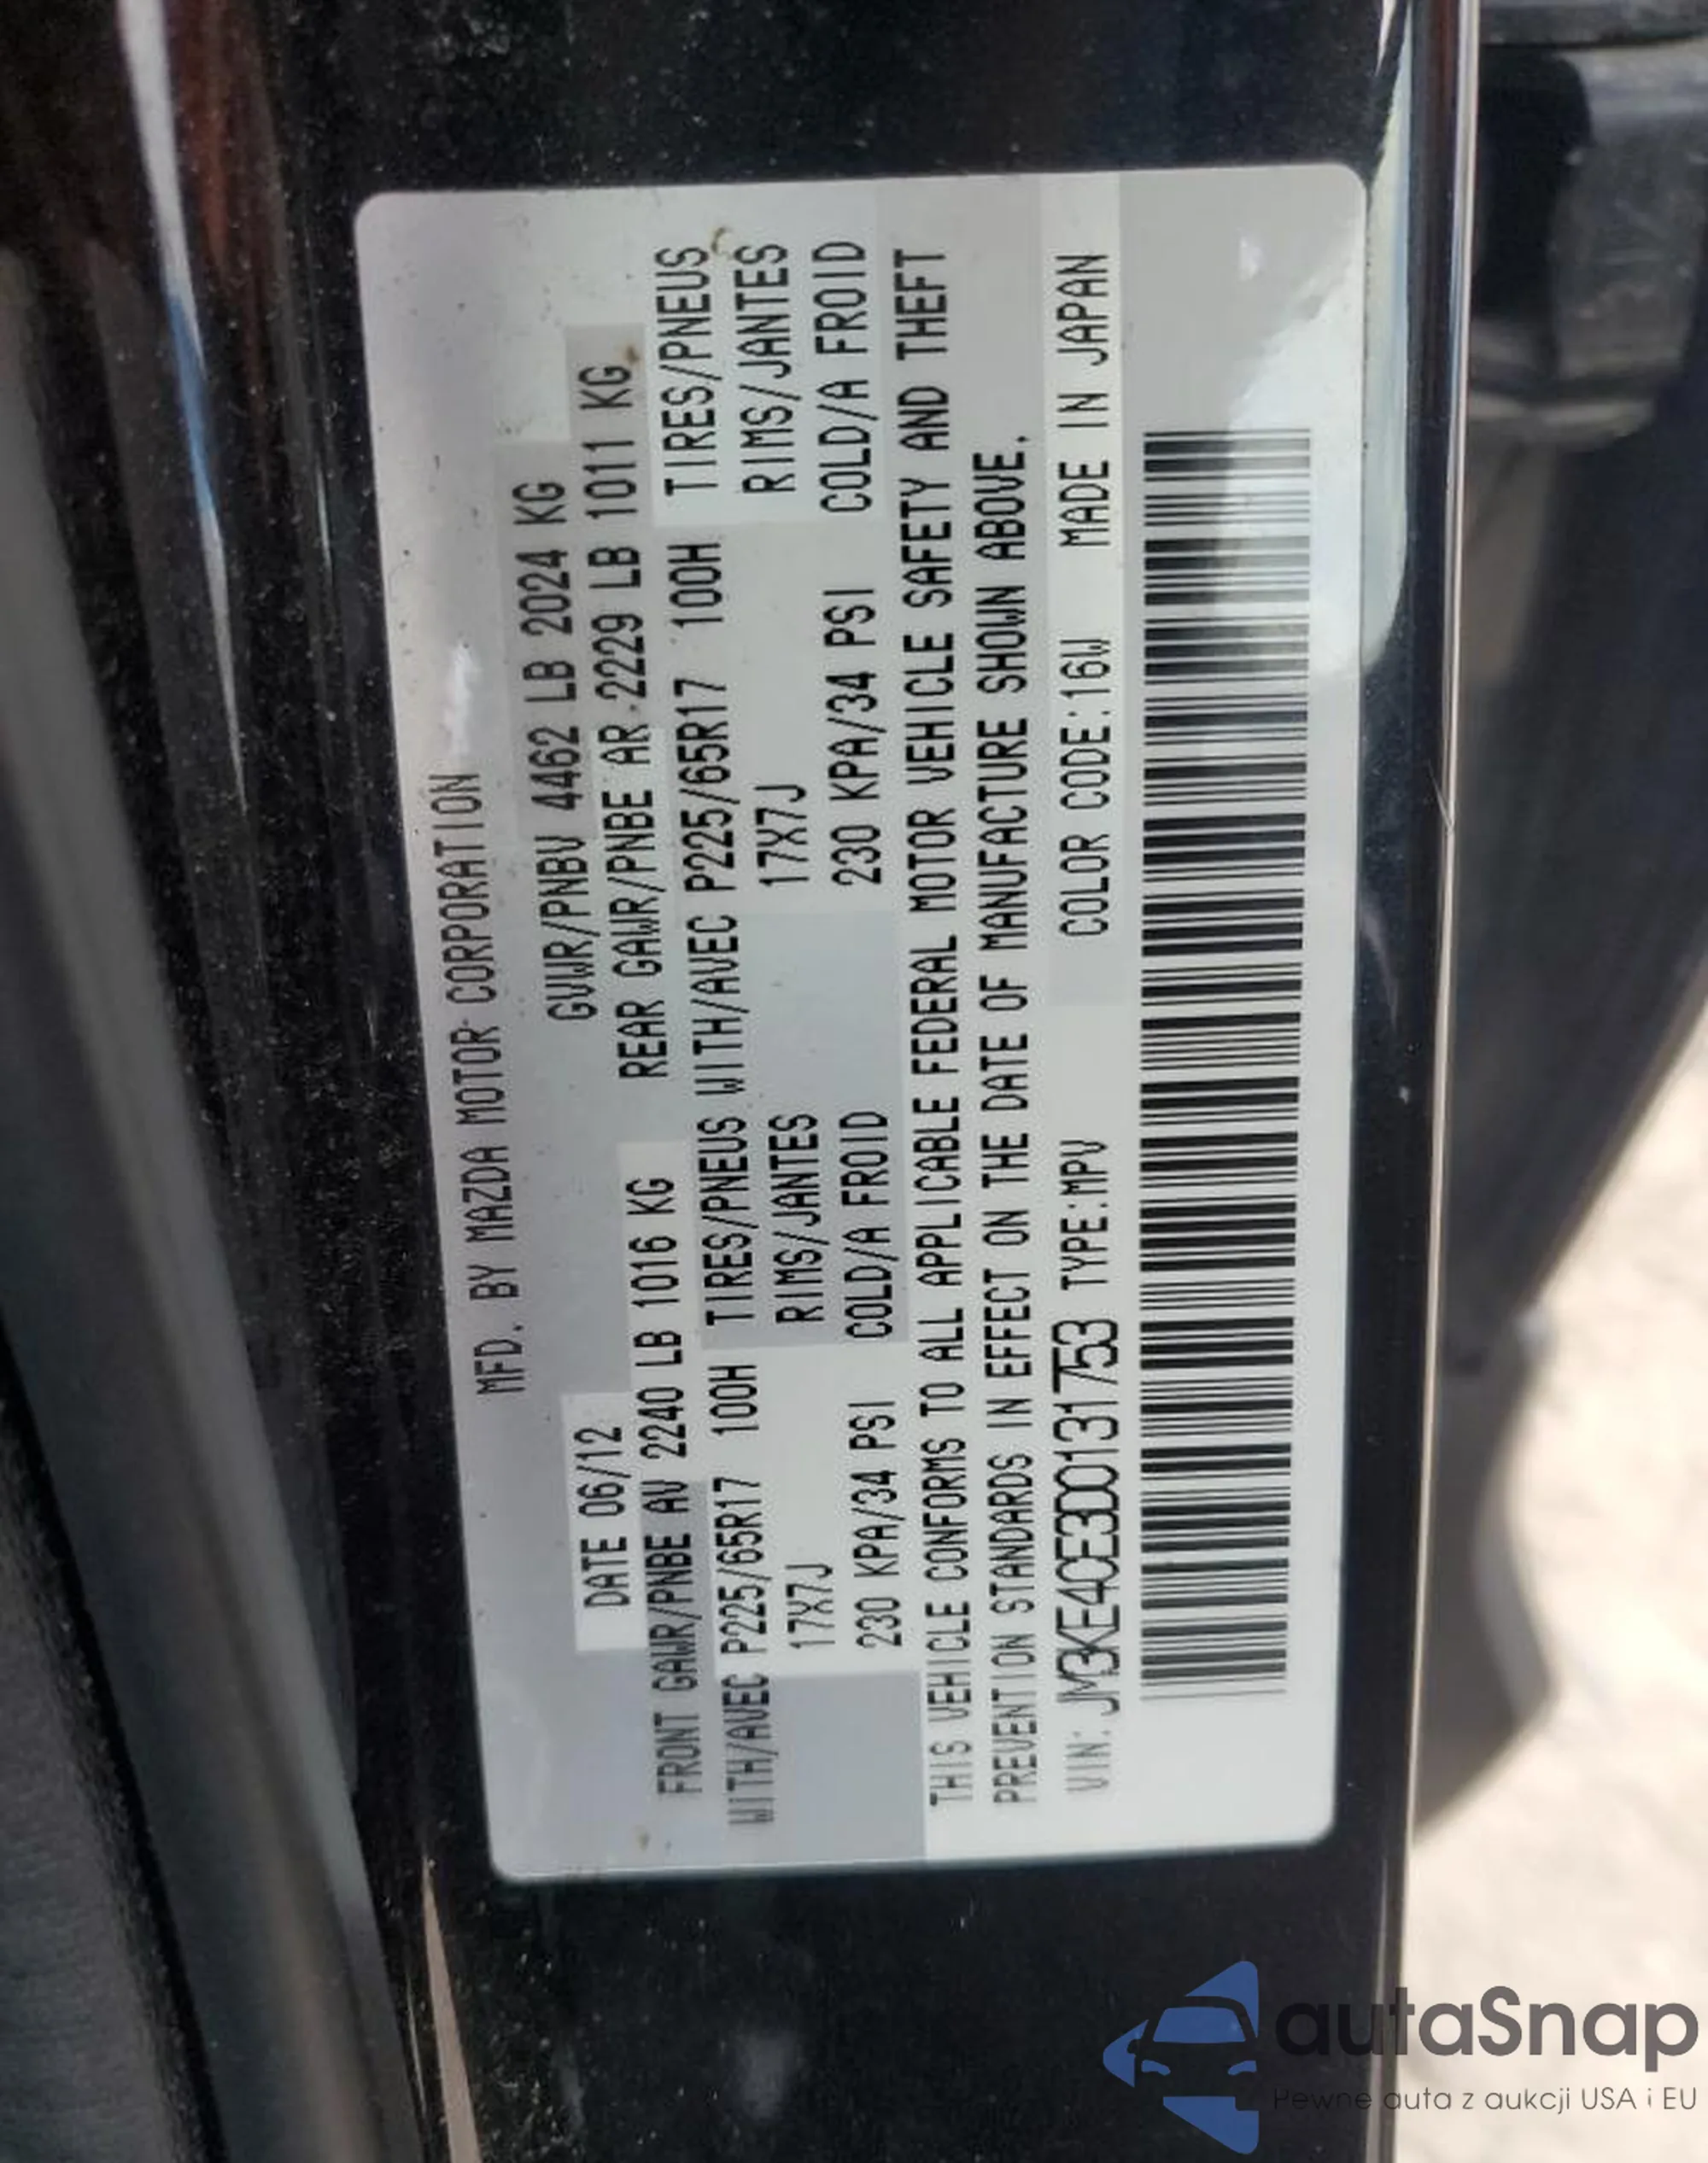 MFD. BY MAZDA MOTOR CORPORATION
DATE 06/12 GVWR/PNBV 4462 LB 2024 KG
FRONT GAWR/PNBE AV 2240 LB 1016 KG REAR GAWR/PNBE AR 2229 LB 1011 KG
WITH/AVEC P225/65R17 100H TIRES/PNEUS WITH/AVEC P225/65R17 100H TIRES/PNEUS
17X7J RIMS/JANTES 17X7J RIMS/JANTES
230 KPA/34 PSI COLD/A FROID 230 KPA/34 PSI COLD/A FROID
THIS VEHICLE CONFORMS TO ALL APPLICABLE FEDERAL MOTOR VEHICLE SAFETY AND THEFT
PREVENTION STANDARDS IN EFFECT ON THE DATE OF MANUFACTURE SHOWN ABOVE.
VIN: JM3KE4CE3D0131753 TYPE:MPV COLOR CODE:16W MADE IN JAPAN
autaSnap
Pewne auta z aukcji USA i EU